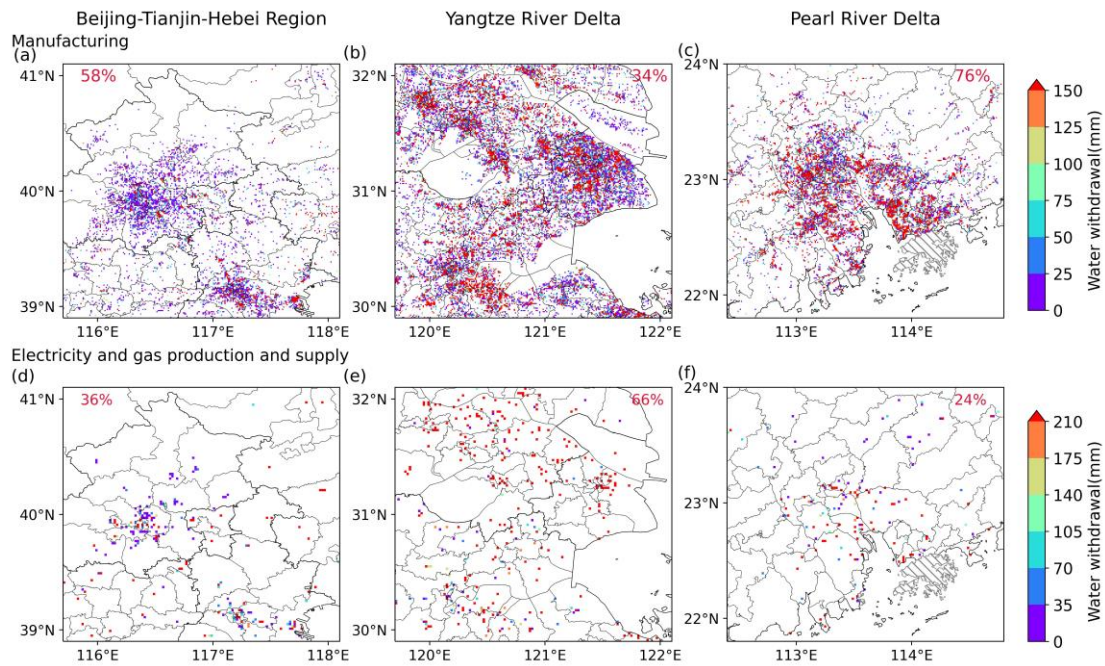 Beijing-Tianjin-Hebei Region
Yangtze River Delta
Pearl River Delta
Manufacturing
(a)
(b)
(c)
58%
34%
76%
41°N
40°N
39°N
116°E
117°E
118°E
32°N
31°N
30°N
120°E
121°E
122°E
24°N
23°N
22°N
113°E
114°E
150
125
100
75
50
25
0
Water withdrawal(mm)
Electricity and gas production and supply
(d)
(e)
(f)
36%
66%
24%
41°N
40°N
39°N
116°E
117°E
118°E
32°N
31°N
30°N
120°E
121°E
122°E
24°N
23°N
22°N
113°E
114°E
210
175
140
105
70
35
0
Water withdrawal(mm)